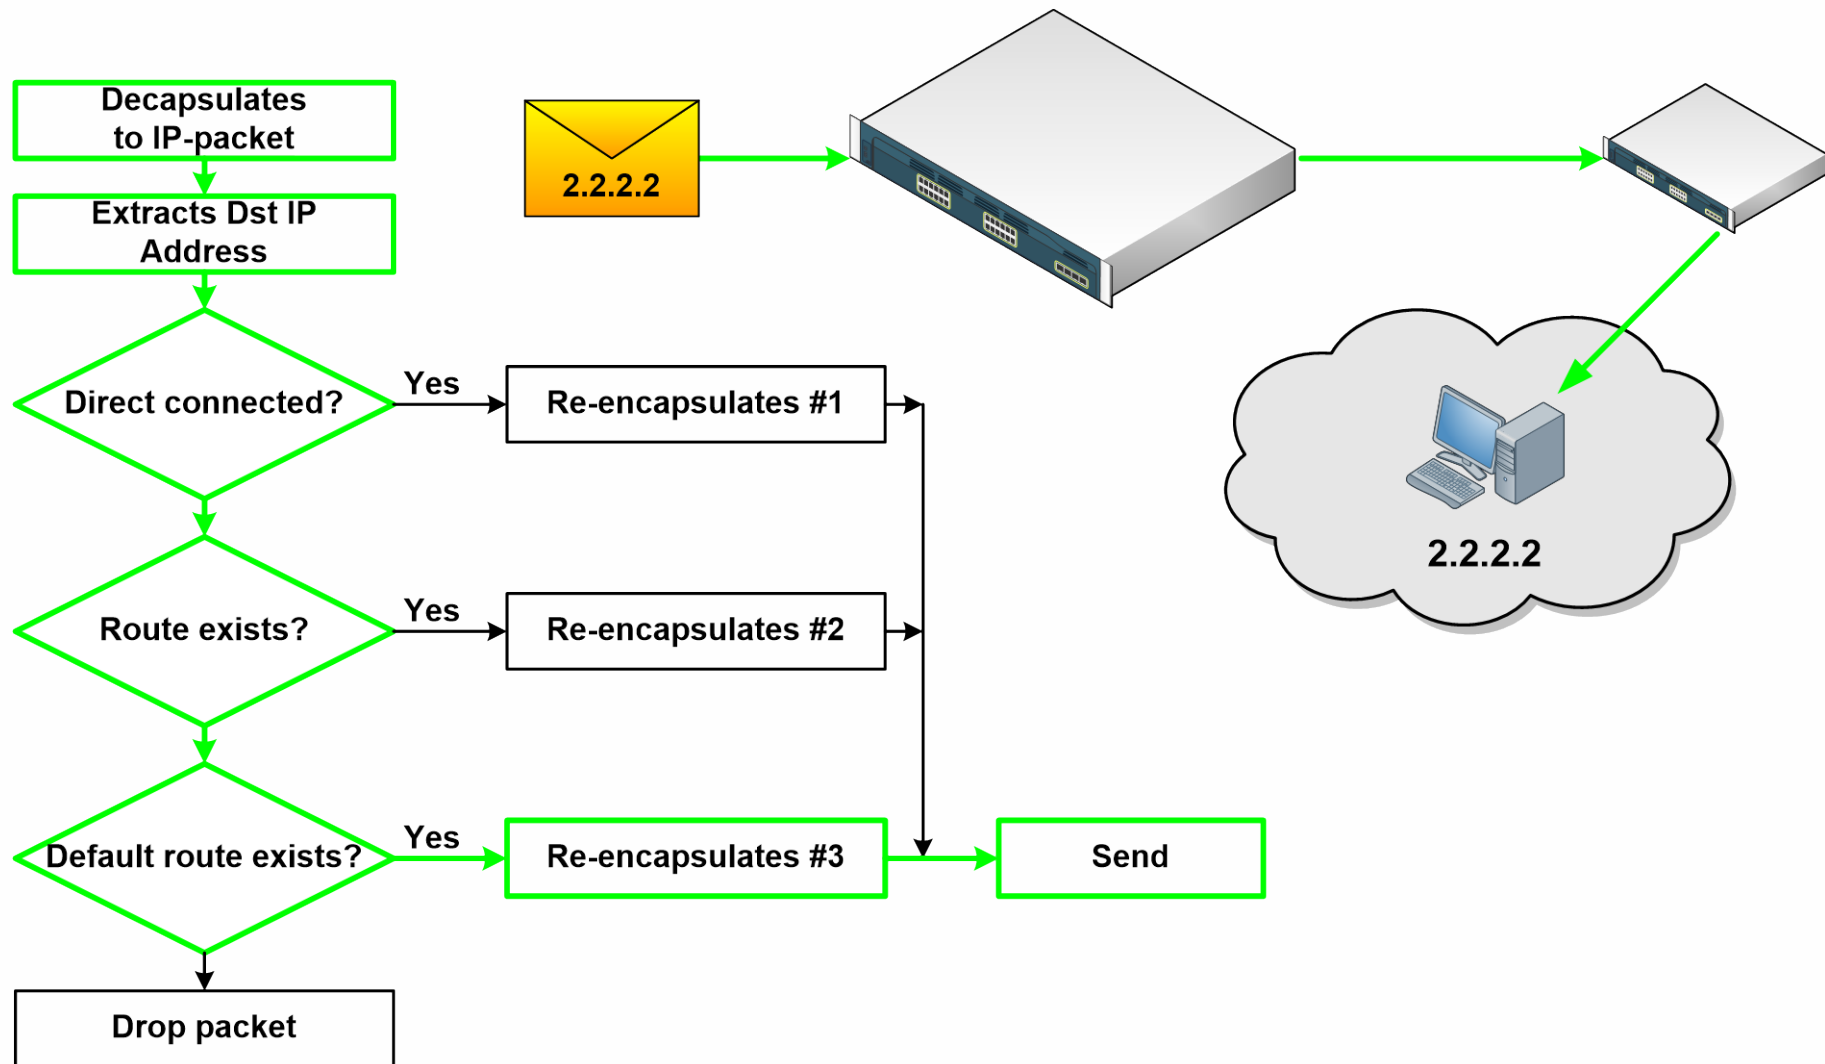 Decapsulates
to IP-packet
2.2.2.2
Extracts Dst IP
Address
Direct connected?
Yes
Re-encapsulates #1
2.2.2.2
Route exists?
Yes
Re-encapsulates #2
Default route exists?
Yes
Re-encapsulates #3
Send
Drop packet